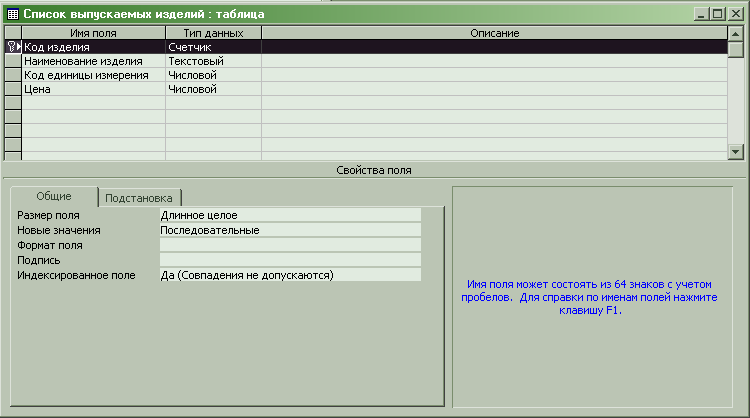 Список выпускаемых изделий : таблица
Имя поля Тип данных Описание
Код изделия Счетчик
Наименование изделия Текстовый
Код единицы измерения Числовой
Цена Числовой
Свойства поля
Общие Подстановка
Размер поля Длинное целое
Новые значения Последовательные
Формат поля
Подпись
Индексированное поле Да (Совпадения не допускаются)
Имя поля может состоять из 64 знаков с учетом
пробелов. Для справки по именам полей нажмите
клавишу F1.